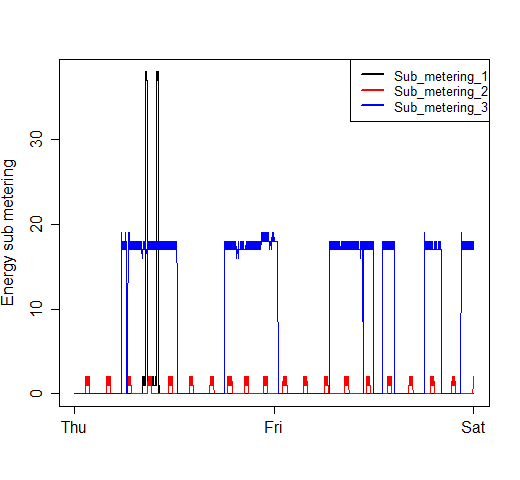 Sub_metering_1
Sub_metering_2
Sub_metering_3
Energy sub metering
30
20
10
0
Thu Fri Sat